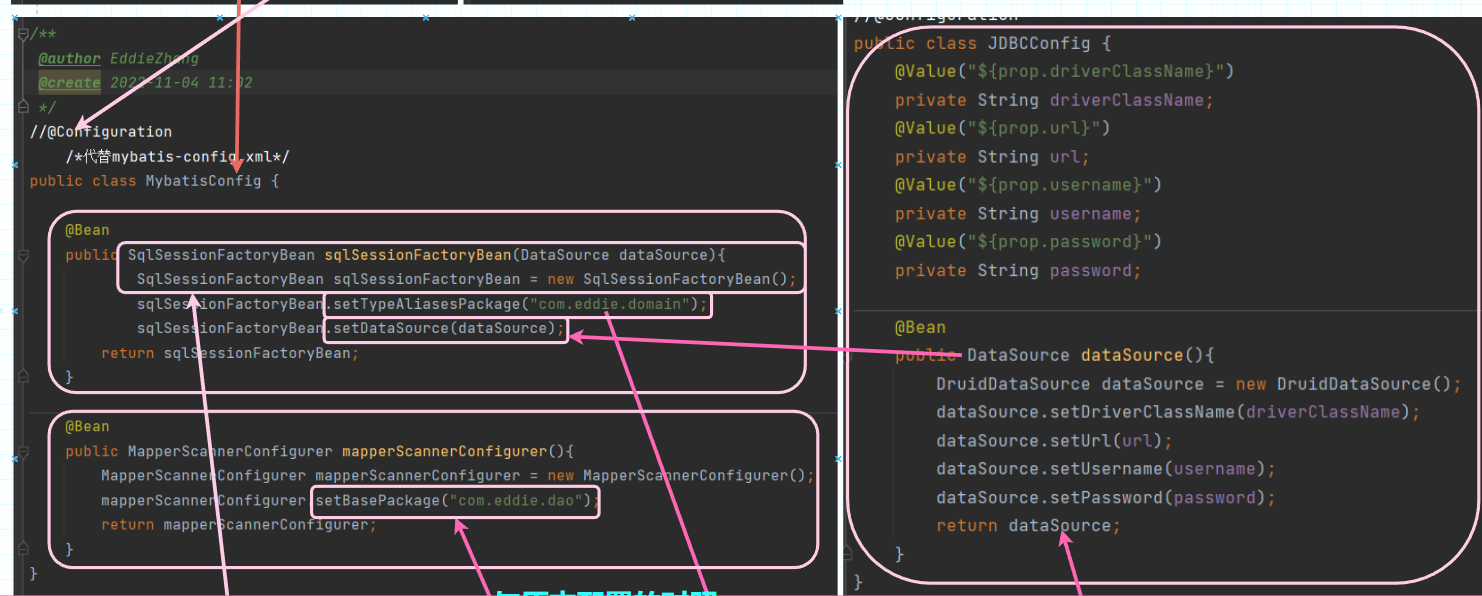 /**
@author EddieZhang
@create 2022-11-04 11:02
*/
//@Configuration
/*代替mybatis-config.xml*/
public class MybatisConfig {
@Bean
public SqlSessionFactoryBean sqlSessionFactoryBean(DataSource dataSource){
SqlSessionFactoryBean sqlSessionFactoryBean = new SqlSessionFactoryBean();
sqlSessionFactoryBean.setTypeAliasesPackage("com.eddie.domain");
sqlSessionFactoryBean.setDataSource(dataSource);
return sqlSessionFactoryBean;
}
@Bean
public MapperScannerConfigurer mapperScannerConfigurer(){
MapperScannerConfigurer mapperScannerConfigurer = new MapperScannerConfigurer();
mapperScannerConfigurer.setBasePackage("com.eddie.dao");
return mapperScannerConfigurer;
}
}
//@Configuration
public class JDBCConfig {
@Value("${prop.driverClassName}")
private String driverClassName;
@Value("${prop.url}")
private String url;
@Value("${prop.username}")
private String username;
@Value("${prop.password}")
private String password;
@Bean
public DataSource dataSource(){
DruidDataSource dataSource = new DruidDataSource();
dataSource.setDriverClassName(driverClassName);
dataSource.setUrl(url);
dataSource.setUsername(username);
dataSource.setPassword(password);
return dataSource;
}
}